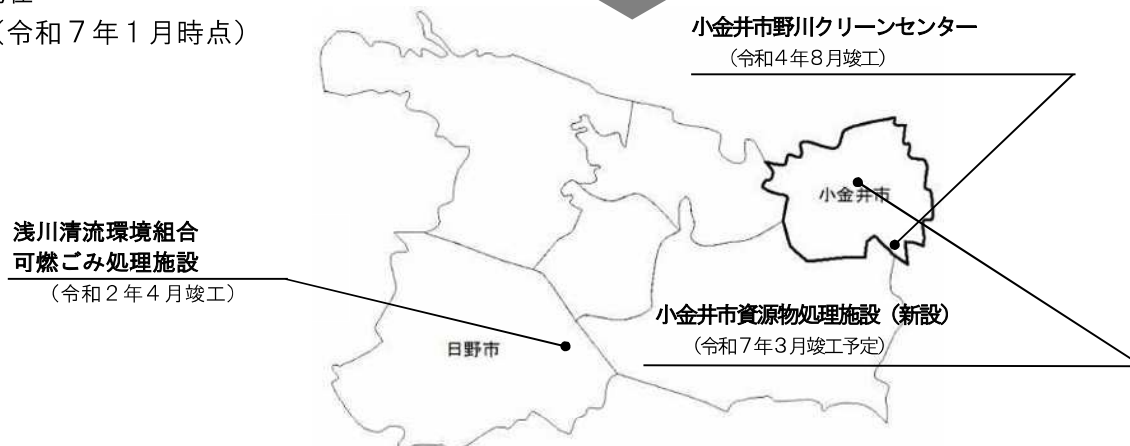 （令和７年１月時点）
小金井市野川クリーンセンター
（令和４年８月竣工）
小金井市
浅川清流環境組合
可燃ごみ処理施設
（令和２年４月竣工）
小金井市資源物処理施設（新設）
（令和７年３月竣工予定）
日野市